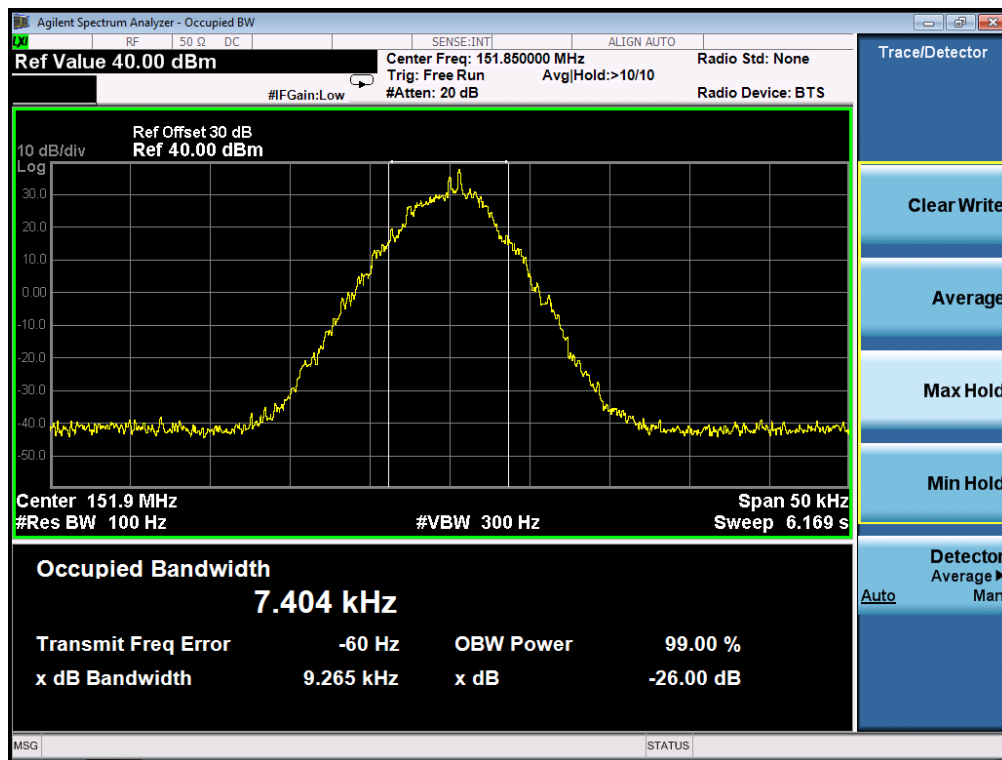 Agilent Spectrum Analyzer - Occupied BW
LXI RF 50 Ω DC SENSE:INT ALIGN AUTO
Ref Value 40.00 dBm
Center Freq: 151.850000 MHz
Radio Std: None
Trig: Free Run Avg|Hold:>10/10
#IFGain:Low
#Atten: 20 dB
Radio Device: BTS
Ref Offset 30 dB
10 dB/div Ref 40.00 dBm
Log
30.0
20.0
10.0
0.00
-10.0
-20.0
-30.0
-40.0
-50.0
Center 151.9 MHz
Span 50 kHz
#Res BW 100 Hz
#VBW 300 Hz
Sweep 6.169 s
Occupied Bandwidth
7.404 kHz
Transmit Freq Error -60 Hz OBW Power 99.00 %
x dB Bandwidth 9.265 kHz x dB -26.00 dB
MSG STATUS
Trace/Detector
Clear Write
Average
Max Hold
Min Hold
Detector
Average
Auto Man